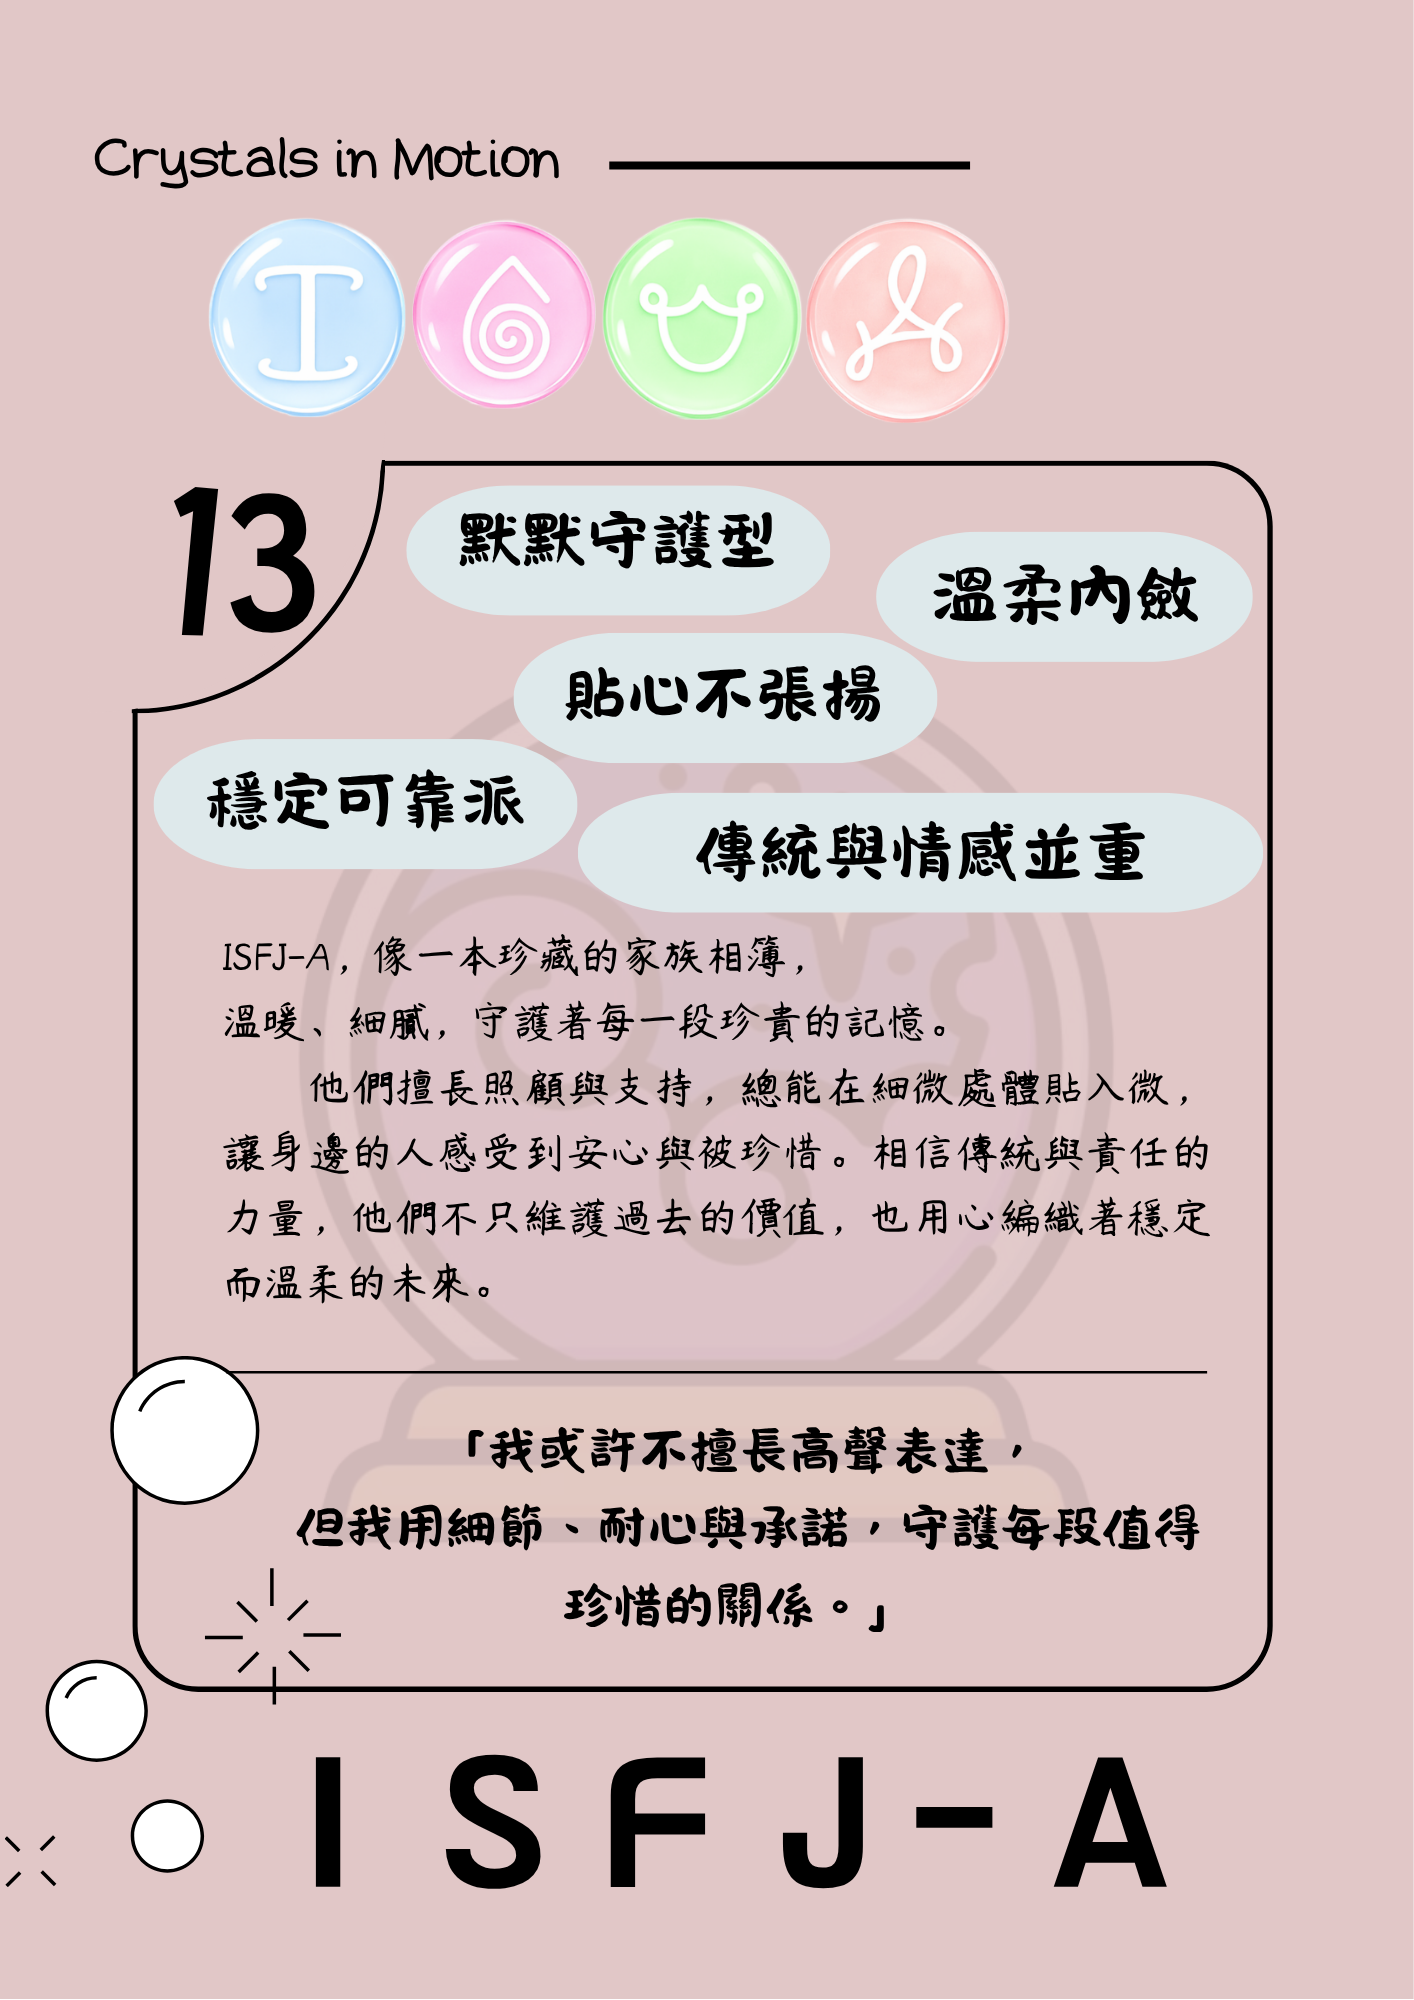 Crystals in Motion
13
默默守護型
溫柔內斂
貼心不張揚
穩定可靠派
傳統與情感並重
ISFJ-A，像一本珍藏的家族相簿，
溫暖、細膩，守護著每一段珍貴的記憶。
他們擅長照顧與支持，總能在細微處體貼入微，
讓身邊的人感受到安心與被珍惜。相信傳統與責任的
力量，他們不只維護過去的價值，也用心編織著穩定
而溫柔的未來。
「我或許不擅長高聲表達，
但我用細節、耐心與承諾，守護每段值得
珍惜的關係。」
ISFJ-A